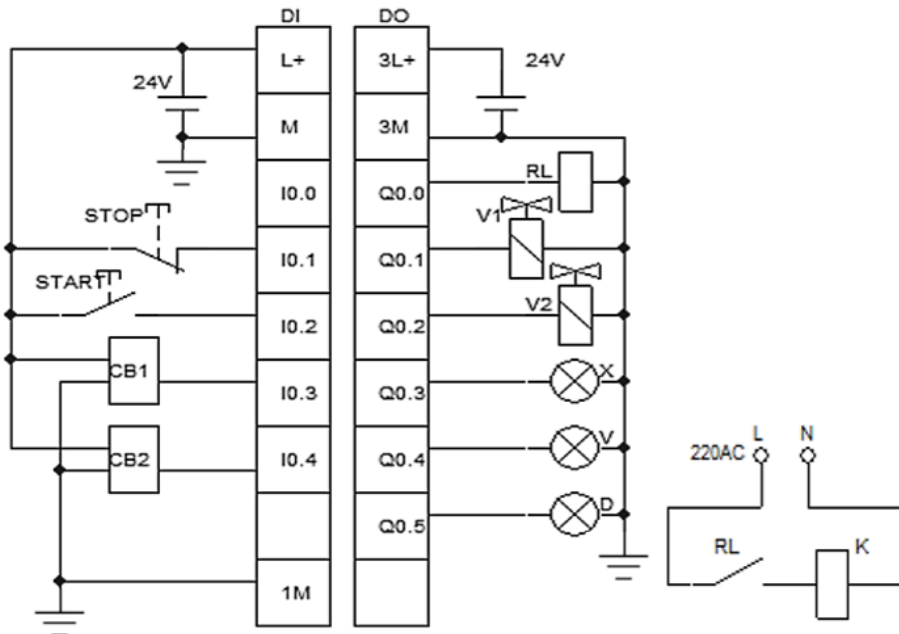 DI DO
L+ 3L+ 24V
24V
M 3M
I0.0 Q0.0 RL
STOP V1
I0.1 Q0.1
START
I0.2 Q0.2 V2
CB1 I0.3 Q0.3 X
CB2 I0.4 Q0.4 V
Q0.5 D
1M
L N
220AC
RL K